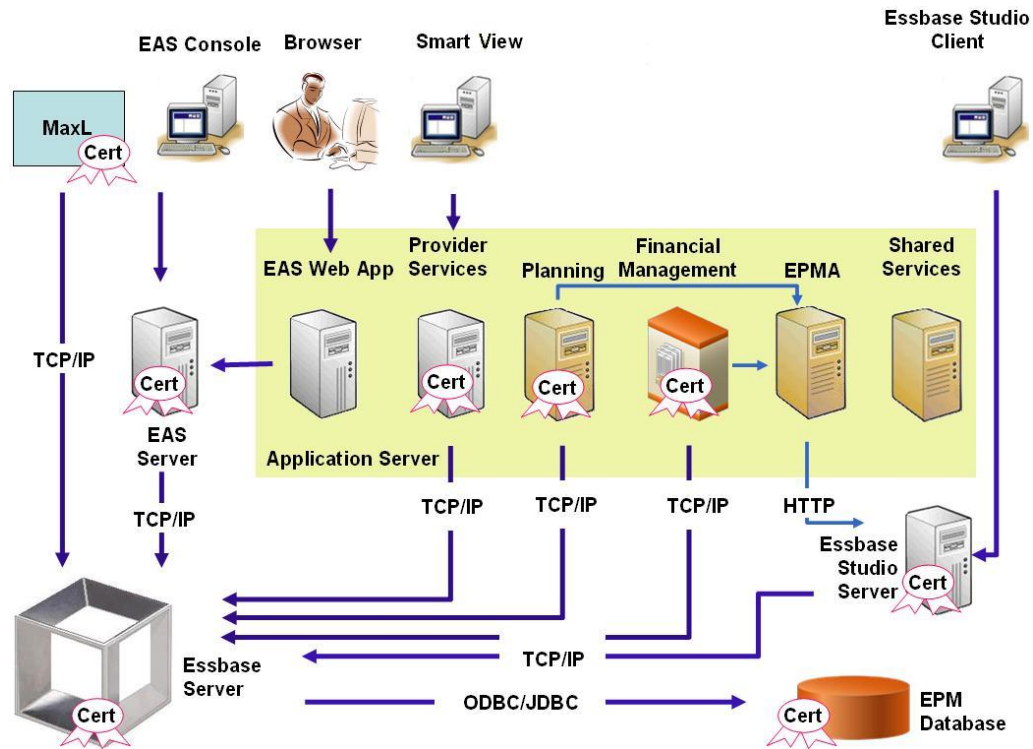 Essbase Studio
Client
EAS Console
Browser
Smart View
MaxL
Cert
Provider
Services
Financial
Management
Shared
Services
EAS Web App
Planning
EPMA
TCP/IP
Cert
Cert
Cert
Cert
EAS
Server
Application Server
TCP/IP
TCP/IP
TCP/IP
TCP/IP
HTTP
Essbase
Studio
Server
Cert
Essbase
Server
TCP/IP
Cert
ODBC/JDBC
Cert
EPM
Database